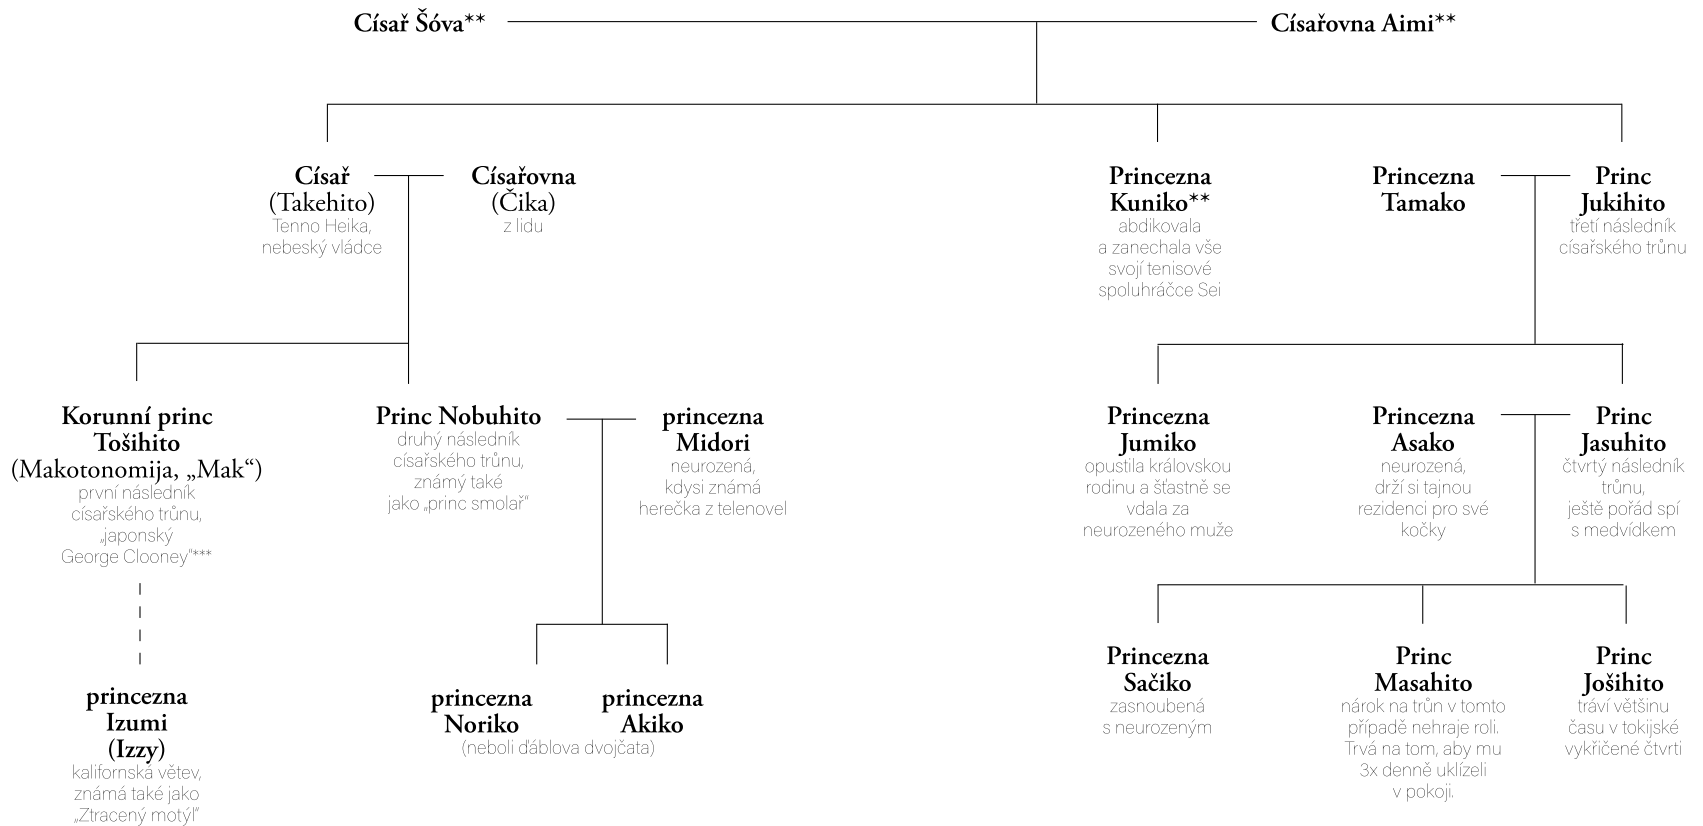 Císař Šóva**
Císařovna Aimi**
Císař
(Takehito)
Tenno Heika,
nebeský vládce
Císařovna
(Čika)
z lidu
Princezna
Kuniko**
abdikovala
a zanechala vše
svojí tenisové
spoluhráčce Sei
Princezna
Tamako
Princ
Jukihito
třetí následník
císařského trůnu
Korunní princ
Tošihito
(Makotonomija, „Mak“)
první následník
císařského trůnu,
„japonský
George Clooney“***
Princ Nobuhito
druhý následník
císařského trůnu,
známý také
jako „princ smolař“
princezna
Midori
neurozená,
kdysi známá
herečka z telenovel
Princezna
Jumiko
opustila královskou
rodinu a šťastně se
vdala za
neurozeného muže
Princezna
Asako
neurozená,
drží si tajnou
rezidenci pro své
kočky
Princ
Jasuhito
čtvrtý následník
trůnu,
ještě pořád spí
s medvídkem
princezna
Izumi
(Izzy)
kalifornská větev,
známá také jako
„Ztracený motýl“
princezna
Noriko
princezna
Akiko
(neboli ďáblova dvojčata)
Princezna
Sačiko
zasnoubená
s neurozeným
Princ
Masahito
nárok na trůn v tomto
případě nehraje roli.
Trvá na tom, aby mu
3x denně uklízeli
v pokoji.
Princ
Jošihito
tráví většinu
času v tokijské
vykřičené čtvrti